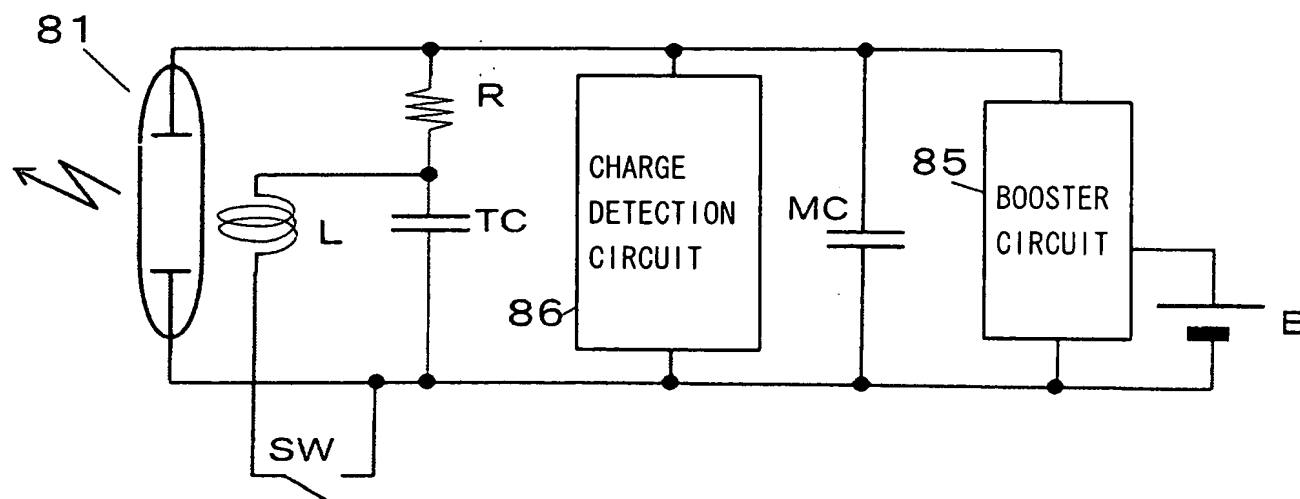 81
R
L
TC
CHARGE
DETECTION
CIRCUIT
86
MC
85
BOOSTER
CIRCUIT
E
SW